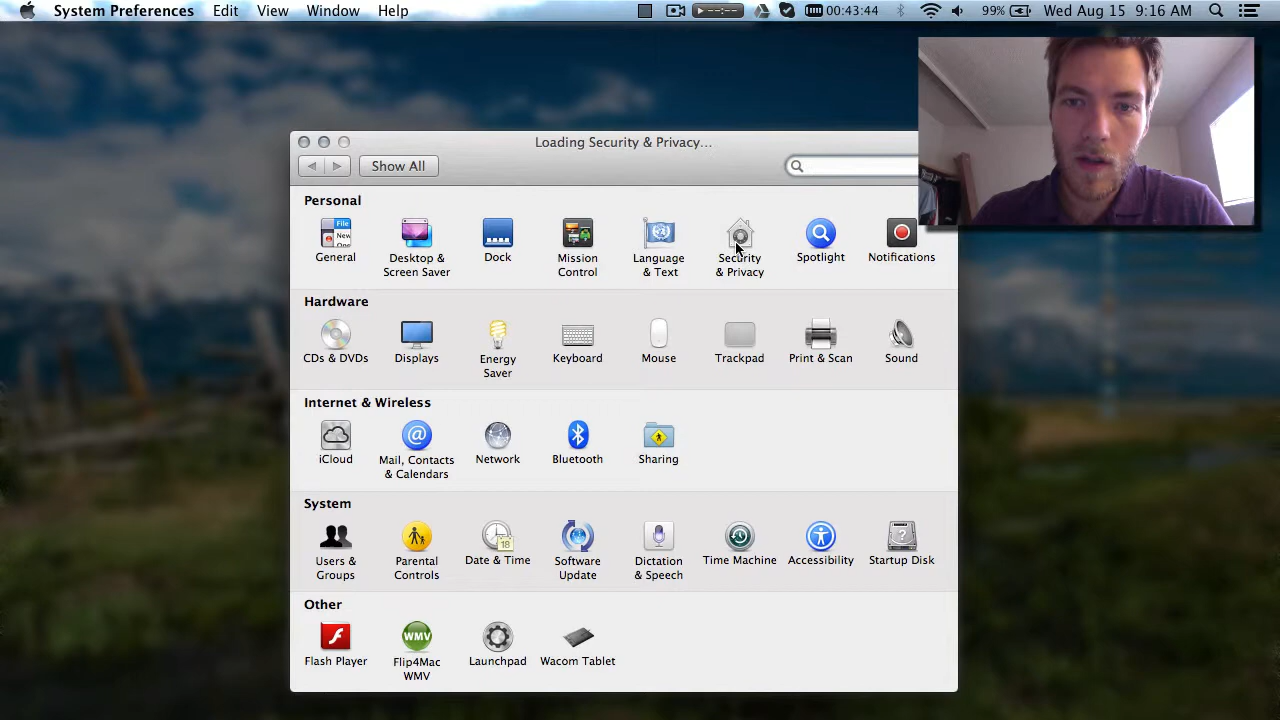 System Preferences Edit View Window Help --:-- 00:43:44 99% Wed Aug 15 9:16 AM
Loading Security & Privacy...
Show All
Personal
File
New
General
Desktop &
Screen Saver
Dock
Mission
Control
Language
& Text
Security
& Privacy
Spotlight
Notifications
Hardware
CDs & DVDs
Displays
Energy
Saver
Keyboard
Mouse
Trackpad
Print & Scan
Sound
Internet & Wireless
iCloud
@
Mail, Contacts
& Calendars
Network
Bluetooth
Sharing
System
Users &
Groups
Parental
Controls
18
Date & Time
Software
Update
Dictation
& Speech
Time Machine
Accessibility
?
Startup Disk
Other
Flash Player
WMV
Flip4Mac
WMV
Launchpad
Wacom Tablet